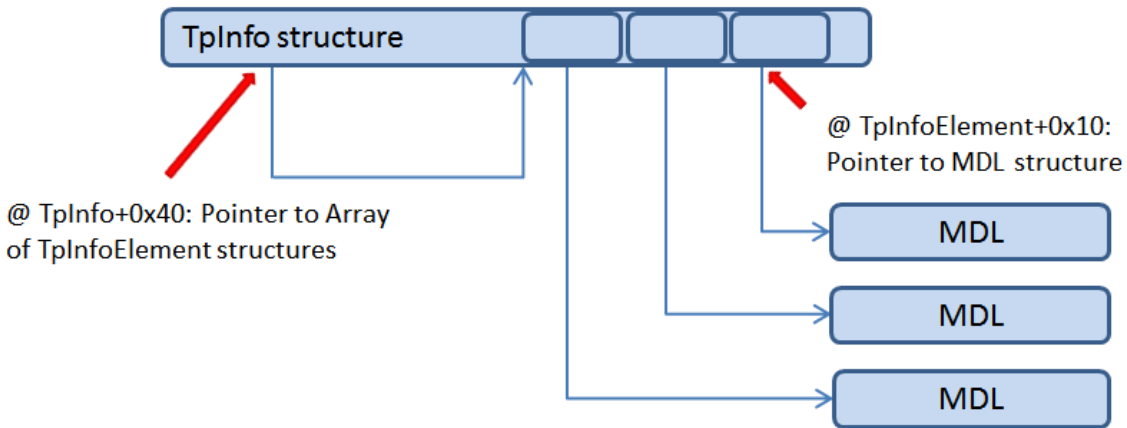 TpInfo structure
@ TpInfoElement+0x10:
Pointer to MDL structure
@ TpInfo+0x40: Pointer to Array
of TpInfoElement structures
MDL
MDL
MDL